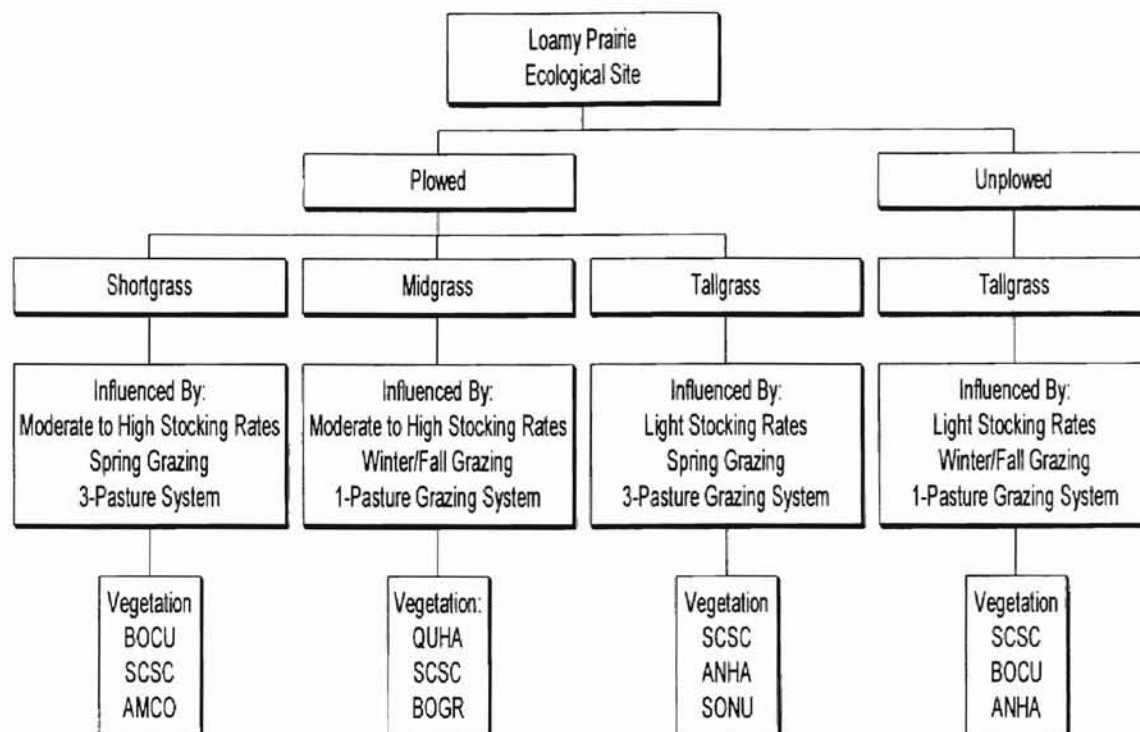 Loamy Prairie
Ecological Site
Plowed
Unplowed
Shortgrass
Midgrass
Tallgrass
Tallgrass
Influenced By:
Moderate to High Stocking Rates
Spring Grazing
3-Pasture System
Influenced By:
Moderate to High Stocking Rates
Winter/Fall Grazing
1-Pasture Grazing System
Influenced By:
Light Stocking Rates
Spring Grazing
3-Pasture Grazing System
Influenced By:
Light Stocking Rates
Winter/Fall Grazing
1-Pasture Grazing System
Vegetation
BOCU
SCSC
AMCO
Vegetation:
QUHA
SCSC
BOGR
Vegetation
SCSC
ANHA
SONU
Vegetation
SCSC
BOCU
ANHA